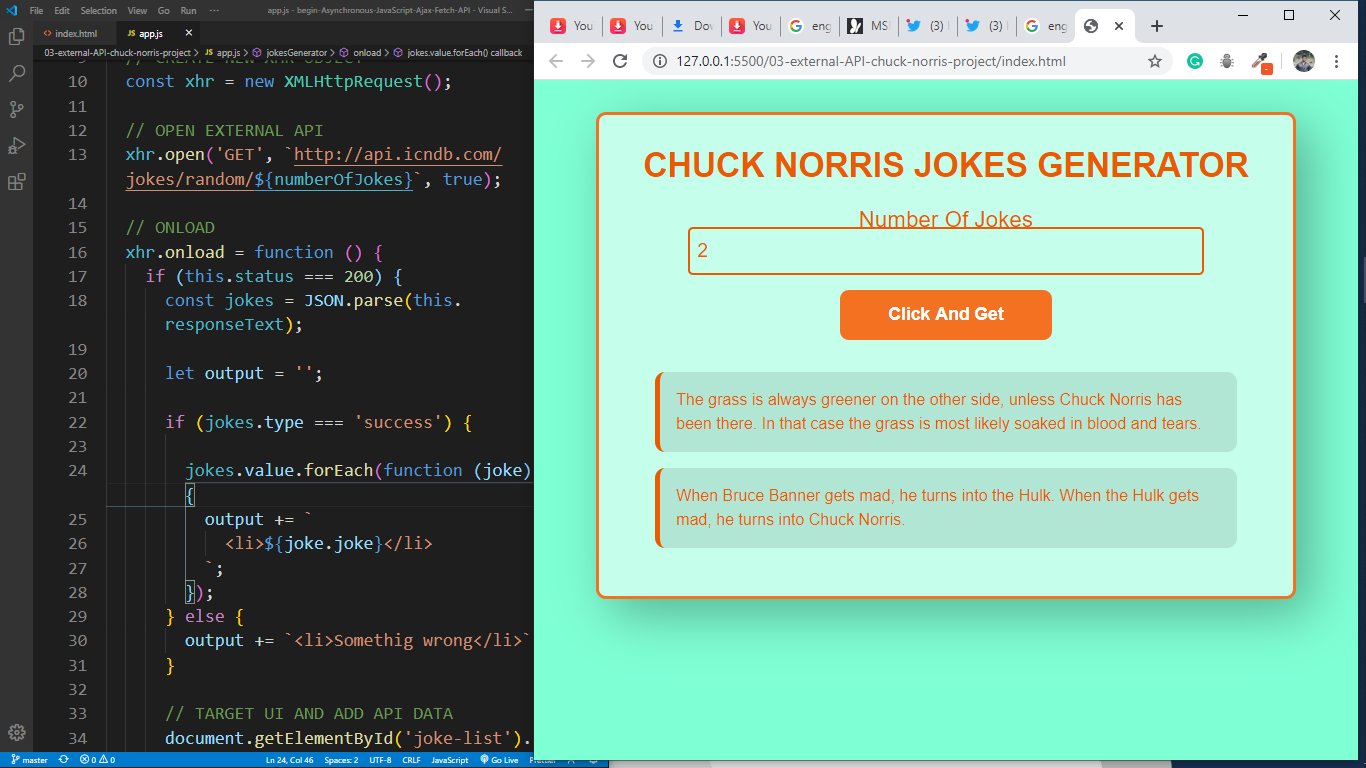 File Edit Selection View Go Run ··· app.js - begin-Asynchronous-JavaScript-Ajax-Fetch-API - Visual S...
index.html JS app.js
03-external-API-chuck-norris-project > JS app.js > jokesGenerator > onload > jokes.value.forEach() callback
9 // CREATE NEW XHR OBJECT
10 const xhr = new XMLHttpRequest();
11
12 // OPEN EXTERNAL API
13 xhr.open('GET', `http://api.icndb.com/
jokes/random/${numberOfJokes}`, true);
14
15 // ONLOAD
16 xhr.onload = function () {
17 if (this.status === 200) {
18 const jokes = JSON.parse(this.
responseText);
19
20 let output = '';
21
22 if (jokes.type === 'success') {
23
24 jokes.value.forEach(function (joke)
{
25 output += `
26 <li>${joke.joke}</li>
27 `;
28 });
29 } else {
30 output += `<li>Somethig wrong</li>`
31 }
32
33 // TARGET UI AND ADD API DATA
34 document.getElementById('joke-list').
master 0 0 Ln 24, Col 46 Spaces: 2 UTF-8 CRLF JavaScript Go Live
You You Dov You eng MSI (3) (3) eng
127.0.0.1:5500/03-external-API-chuck-norris-project/index.html
CHUCK NORRIS JOKES GENERATOR
Number Of Jokes
2
Click And Get
The grass is always greener on the other side, unless Chuck Norris has
been there. In that case the grass is most likely soaked in blood and tears.
When Bruce Banner gets mad, he turns into the Hulk. When the Hulk gets
mad, he turns into Chuck Norris.